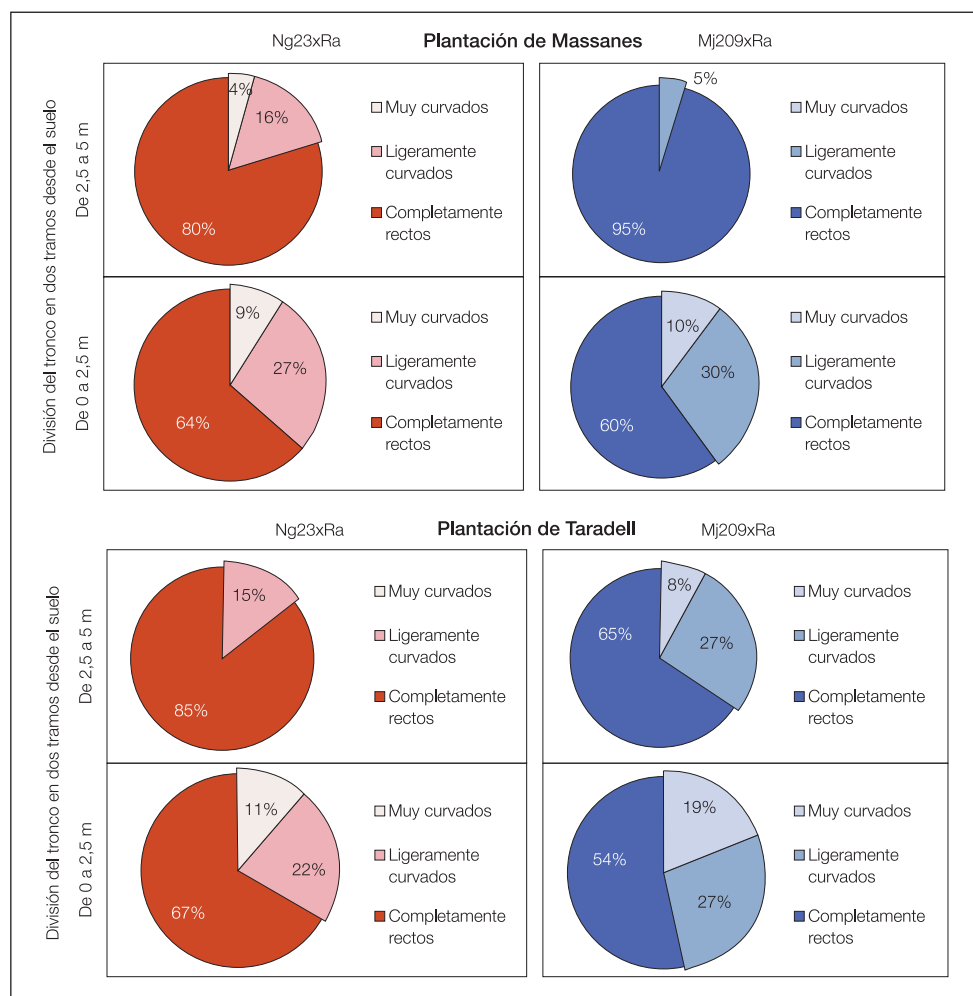 Ng23xRa
Plantación de Massanes
Mj209xRa
División del tronco en dos tramos desde el suelo
De 2,5 a 5 m
4%
16%
80%
Muy curvados
Ligeramente
curvados
Completamente
rectos
5%
95%
Muy curvados
Ligeramente
curvados
Completamente
rectos
De 0 a 2,5 m
9%
27%
64%
Muy curvados
Ligeramente
curvados
Completamente
rectos
10%
30%
60%
Muy curvados
Ligeramente
curvados
Completamente
rectos
Plantación de Taradell
Ng23xRa
Mj209xRa
División del tronco en dos tramos desde el suelo
De 2,5 a 5 m
15%
85%
Muy curvados
Ligeramente
curvados
Completamente
rectos
8%
65%
27%
Muy curvados
Ligeramente
curvados
Completamente
rectos
De 0 a 2,5 m
11%
22%
67%
Muy curvados
Ligeramente
curvados
Completamente
rectos
19%
54%
27%
Muy curvados
Ligeramente
curvados
Completamente
rectos